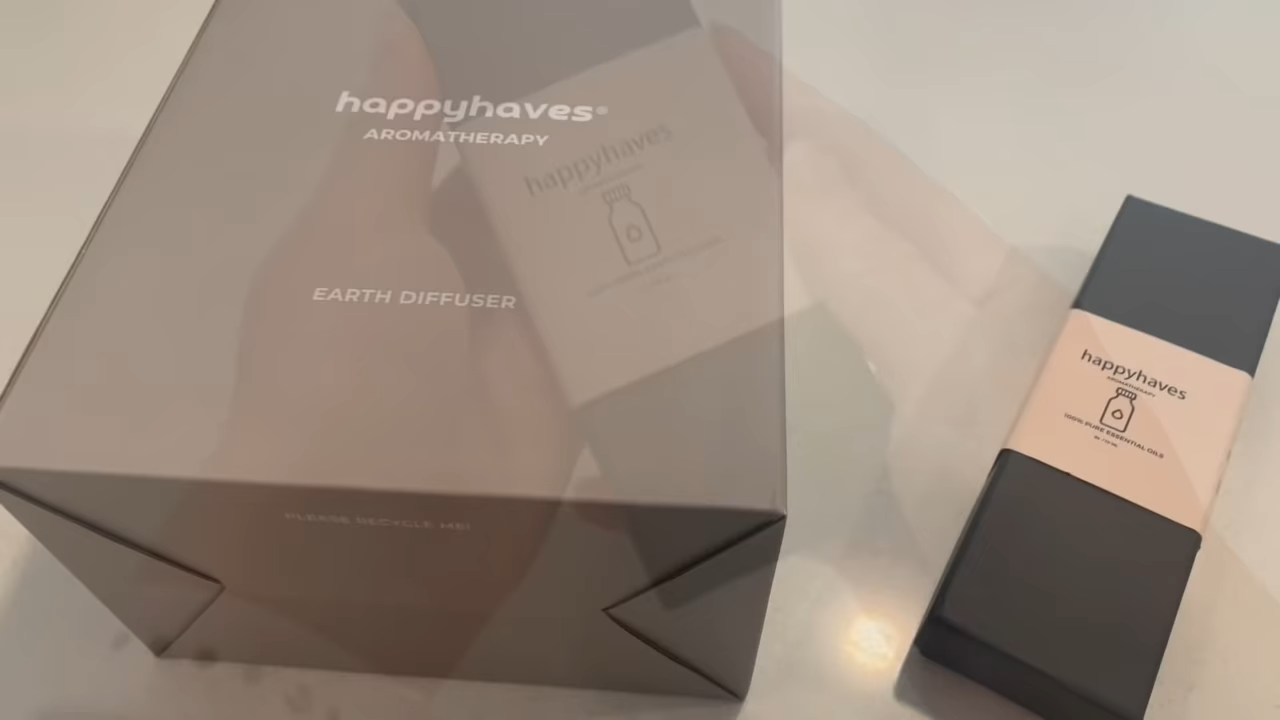 happyhaves®
AROMATHERAPY
EARTH DIFFUSER
PLEASE RECYCLE ME!
happyhaves
happyhaves
AROMATHERAPY
100% PURE ESSENTIAL OILS